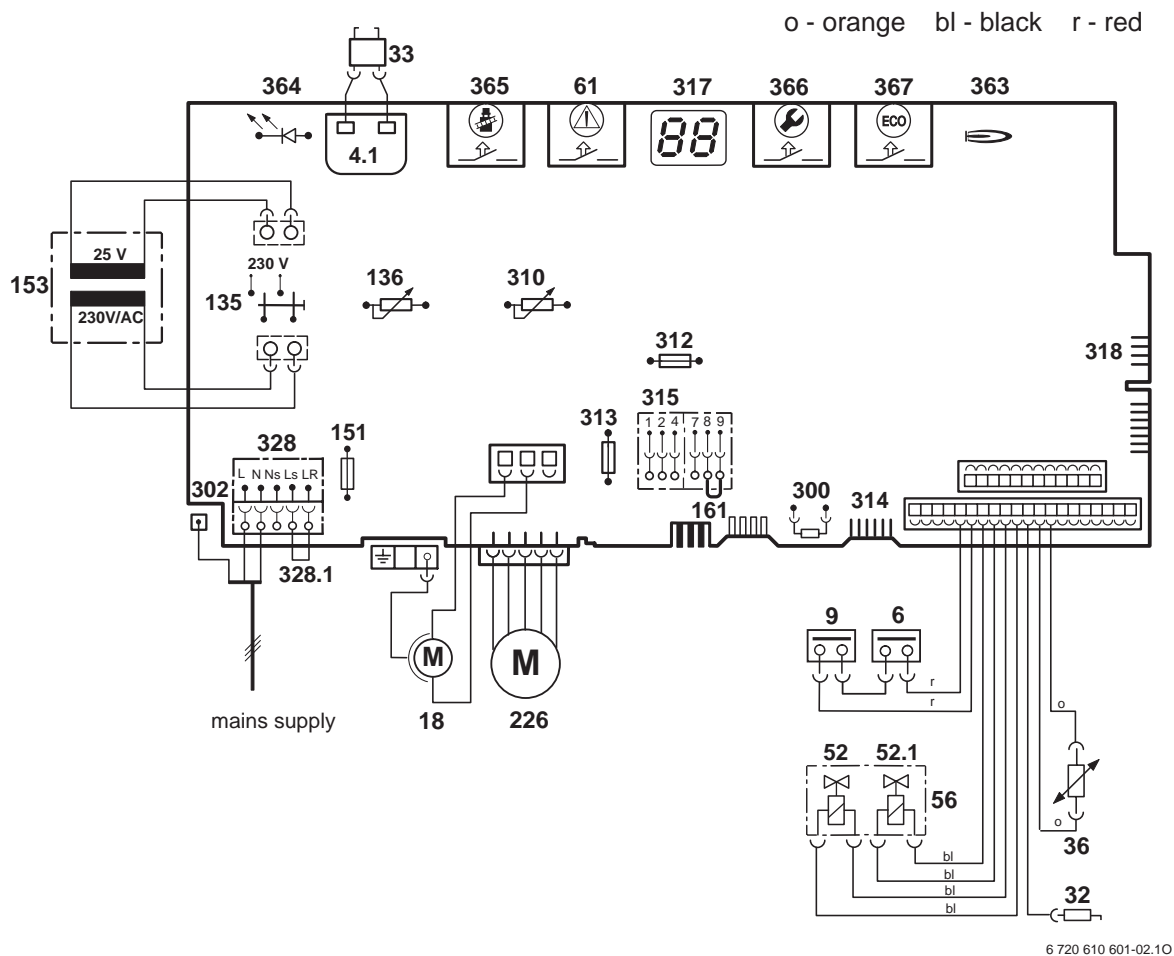 o - orange bl - black r - red
33
364 365 61 317 366 367 363
ECO
4.1
88
25 V
153
230 V
136 310
135
230V/AC
312
318
315
1 2 4 7 8 9
313
151
328
L N Ns Ls LR
302
300 314
161
328.1
9 6
M
M
r
r
mains supply
18 226
o
52 52.1
56
o
36
bl
bl
bl
bl
32
6 720 610 601-02.1O